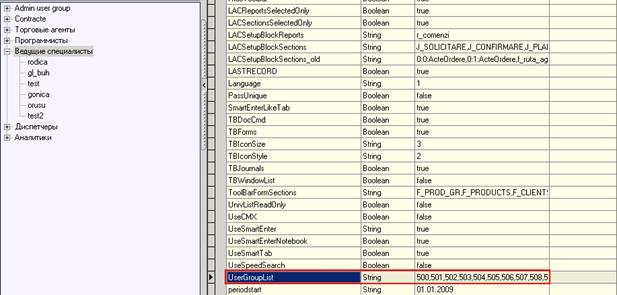 Admin user group
Contracte
Торговые агенты
Программисты
Ведущие специалисты
rodica
gl_buh
test
gonica
orusu
test2
Диспетчеры
Аналитики
LACReportsSelectedOnly Boolean true
LACSectionsSelectedOnly Boolean true
LACSetupBlockReports String r_comenzi
LACSetupBlockSections String J_SOLICITARE,J_CONFIRMARE,J_PLA
LACSetupBlockSections_old String 0:0:ActeOrdere,0:1:ActeOrdere,f_ruta_ag
LASTRECORD Boolean true
Language String 1
PassUnique Boolean false
SmartEnterLikeTab Boolean true
TBDocCmd Boolean true
TBForms Boolean true
TBIconSize String 3
TBIconStyle String 2
TBJournals Boolean true
TBWindowList Boolean false
ToolBarFormSections String F_PROD_GR,F_PRODUCTS,F_CLIENT
UnivListReadOnly Boolean false
UseCMX Boolean false
UseSmartEnter Boolean true
UseSmartEnterNotebook Boolean true
UseSmartTab Boolean true
UseSpeedSearch Boolean false
UserGroupList String 500,501,502,503,504,505,506,507,508,5
periodstart String 01.01.2009